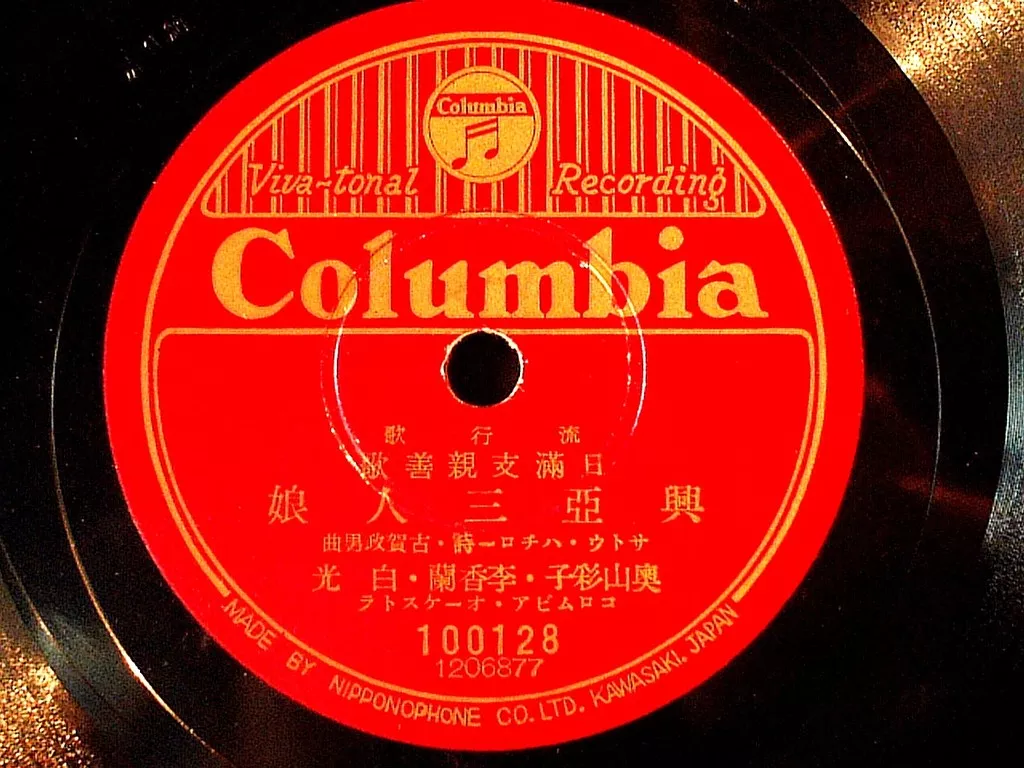 Columbia
Viva-tonal Recording
Columbia
流行歌
日滿支親善歌
興亞三人娘
サトウ・ハチロー詩・古賀政男曲
奧山彩子・李香蘭・白光
コロムビア・オーケストラ
100128
1206877
MADE BY NIPPONOPHONE CO. LTD. KAWASAKI, JAPAN